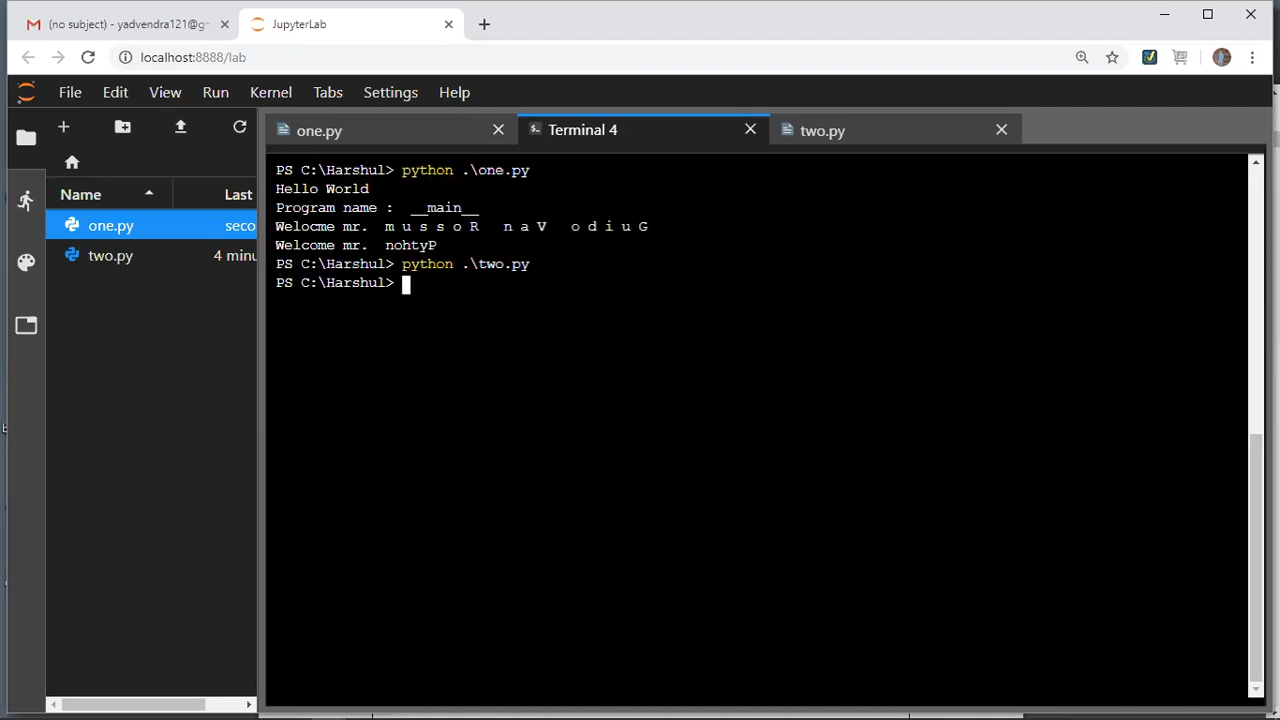 (no subject) - yadvendra121@g
JupyterLab
localhost:8888/lab
File Edit View Run Kernel Tabs Settings Help
one.py
Terminal 4
two.py
Name
Last
one.py seco
two.py 4 minu
PS C:\Harshul> python .\one.py
Hello World
Program name :  __main__
Welocme mr.  m u s s o R   n a V   o d i u G
Welcome mr.  nohtyP
PS C:\Harshul> python .\two.py
PS C:\Harshul>